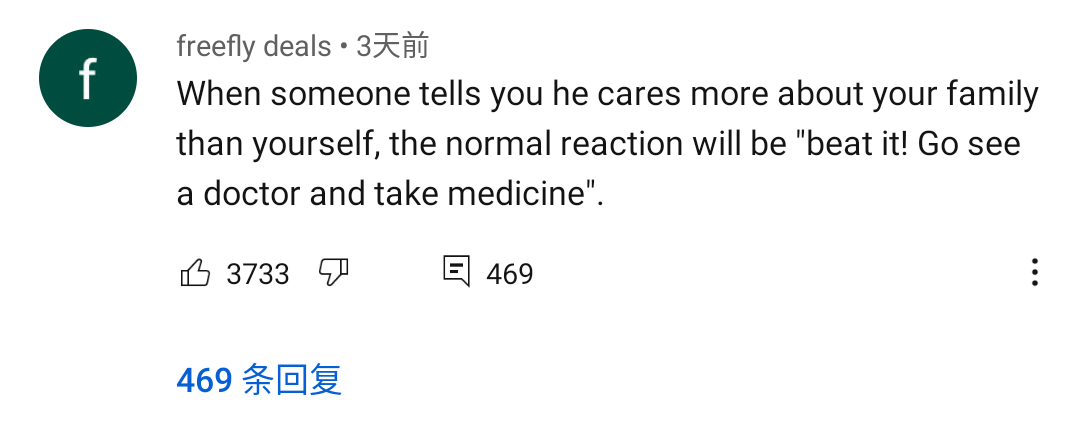 f
freefly deals • 3天前
When someone tells you he cares more about your family
than yourself, the normal reaction will be "beat it! Go see
a doctor and take medicine".
3733 469
469 条回复